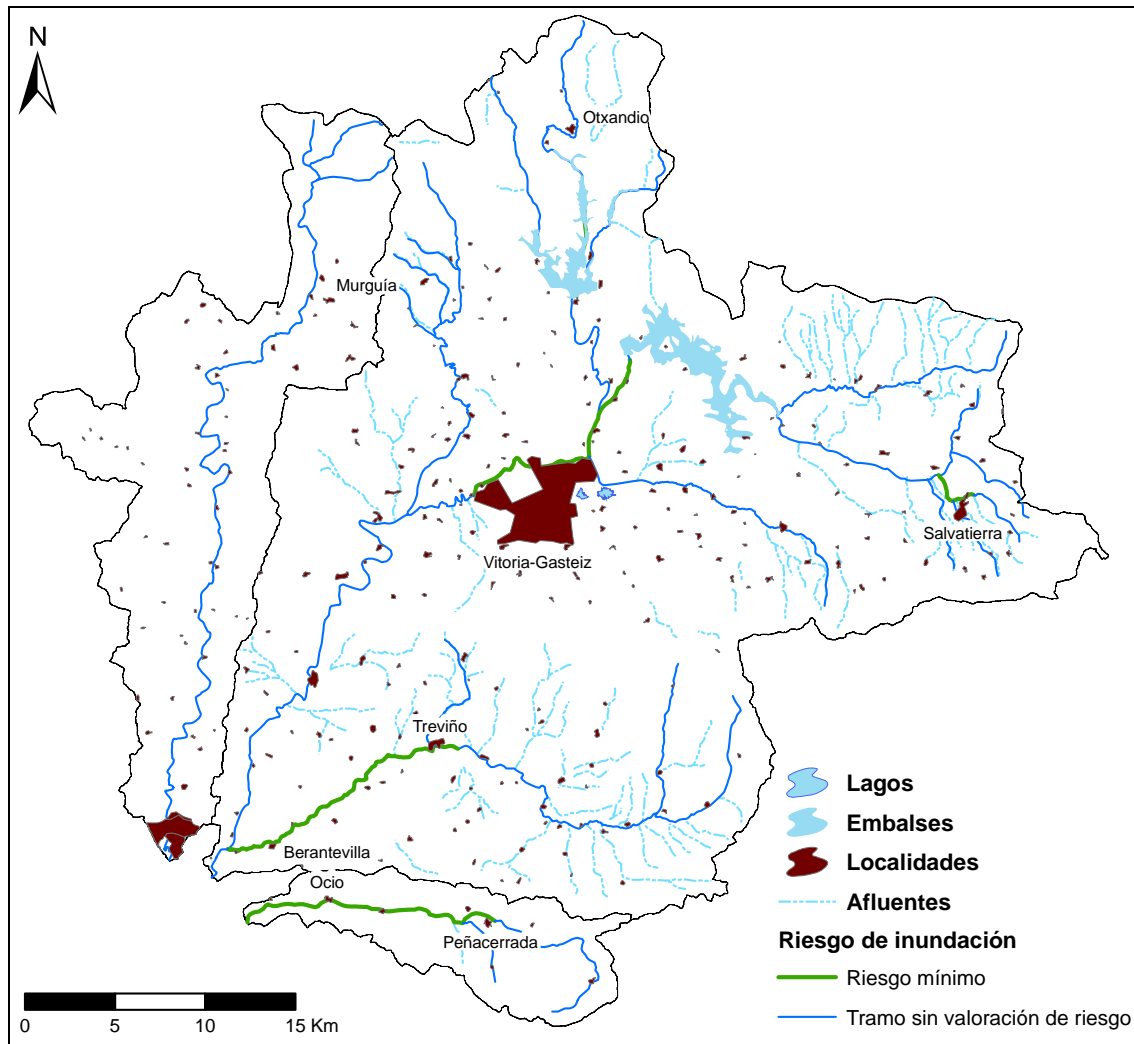 N
Otxandio
Murguía
Salvatierra
Vitoria-Gasteiz
Treviño
Berantevilla
Ocio
Peñacerrada
Lagos
Embalses
Localidades
Afluentes
Riesgo de inundación
Riesgo mínimo
Tramo sin valoración de riesgo
0 5 10 15 Km